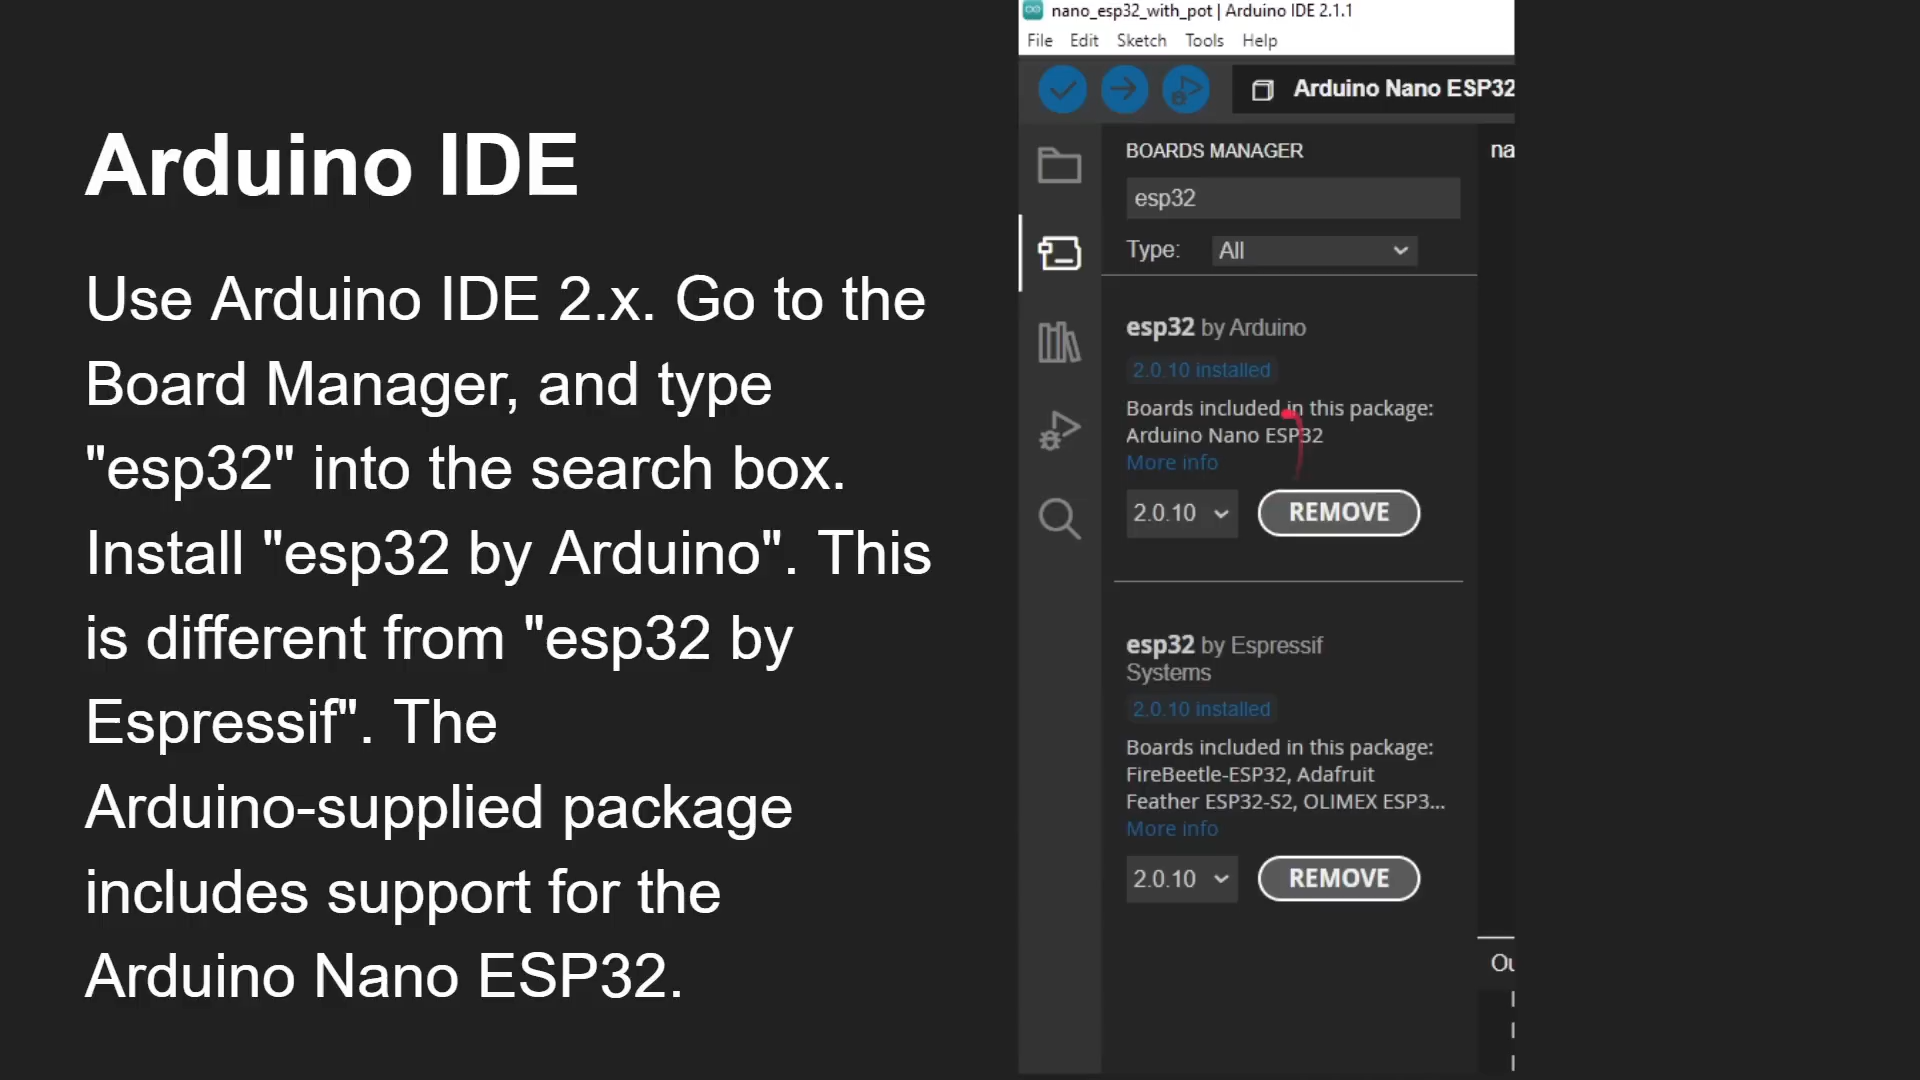 Arduino IDE
Use Arduino IDE 2.x. Go to the
Board Manager, and type
"esp32" into the search box.
Install "esp32 by Arduino". This
is different from "esp32 by
Espressif". The
Arduino-supplied package
includes support for the
Arduino Nano ESP32.
nano_esp32_with_pot | Arduino IDE 2.1.1
File Edit Sketch Tools Help
Arduino Nano ESP32
BOARDS MANAGER
na
esp32
Type: All
esp32 by Arduino
2.0.10 installed
Boards included in this package:
Arduino Nano ESP32
More info
2.0.10 REMOVE
esp32 by Espressif
Systems
2.0.10 installed
Boards included in this package:
FireBeetle-ESP32, Adafruit
Feather ESP32-S2, OLIMEX ESP3...
More info
2.0.10 REMOVE